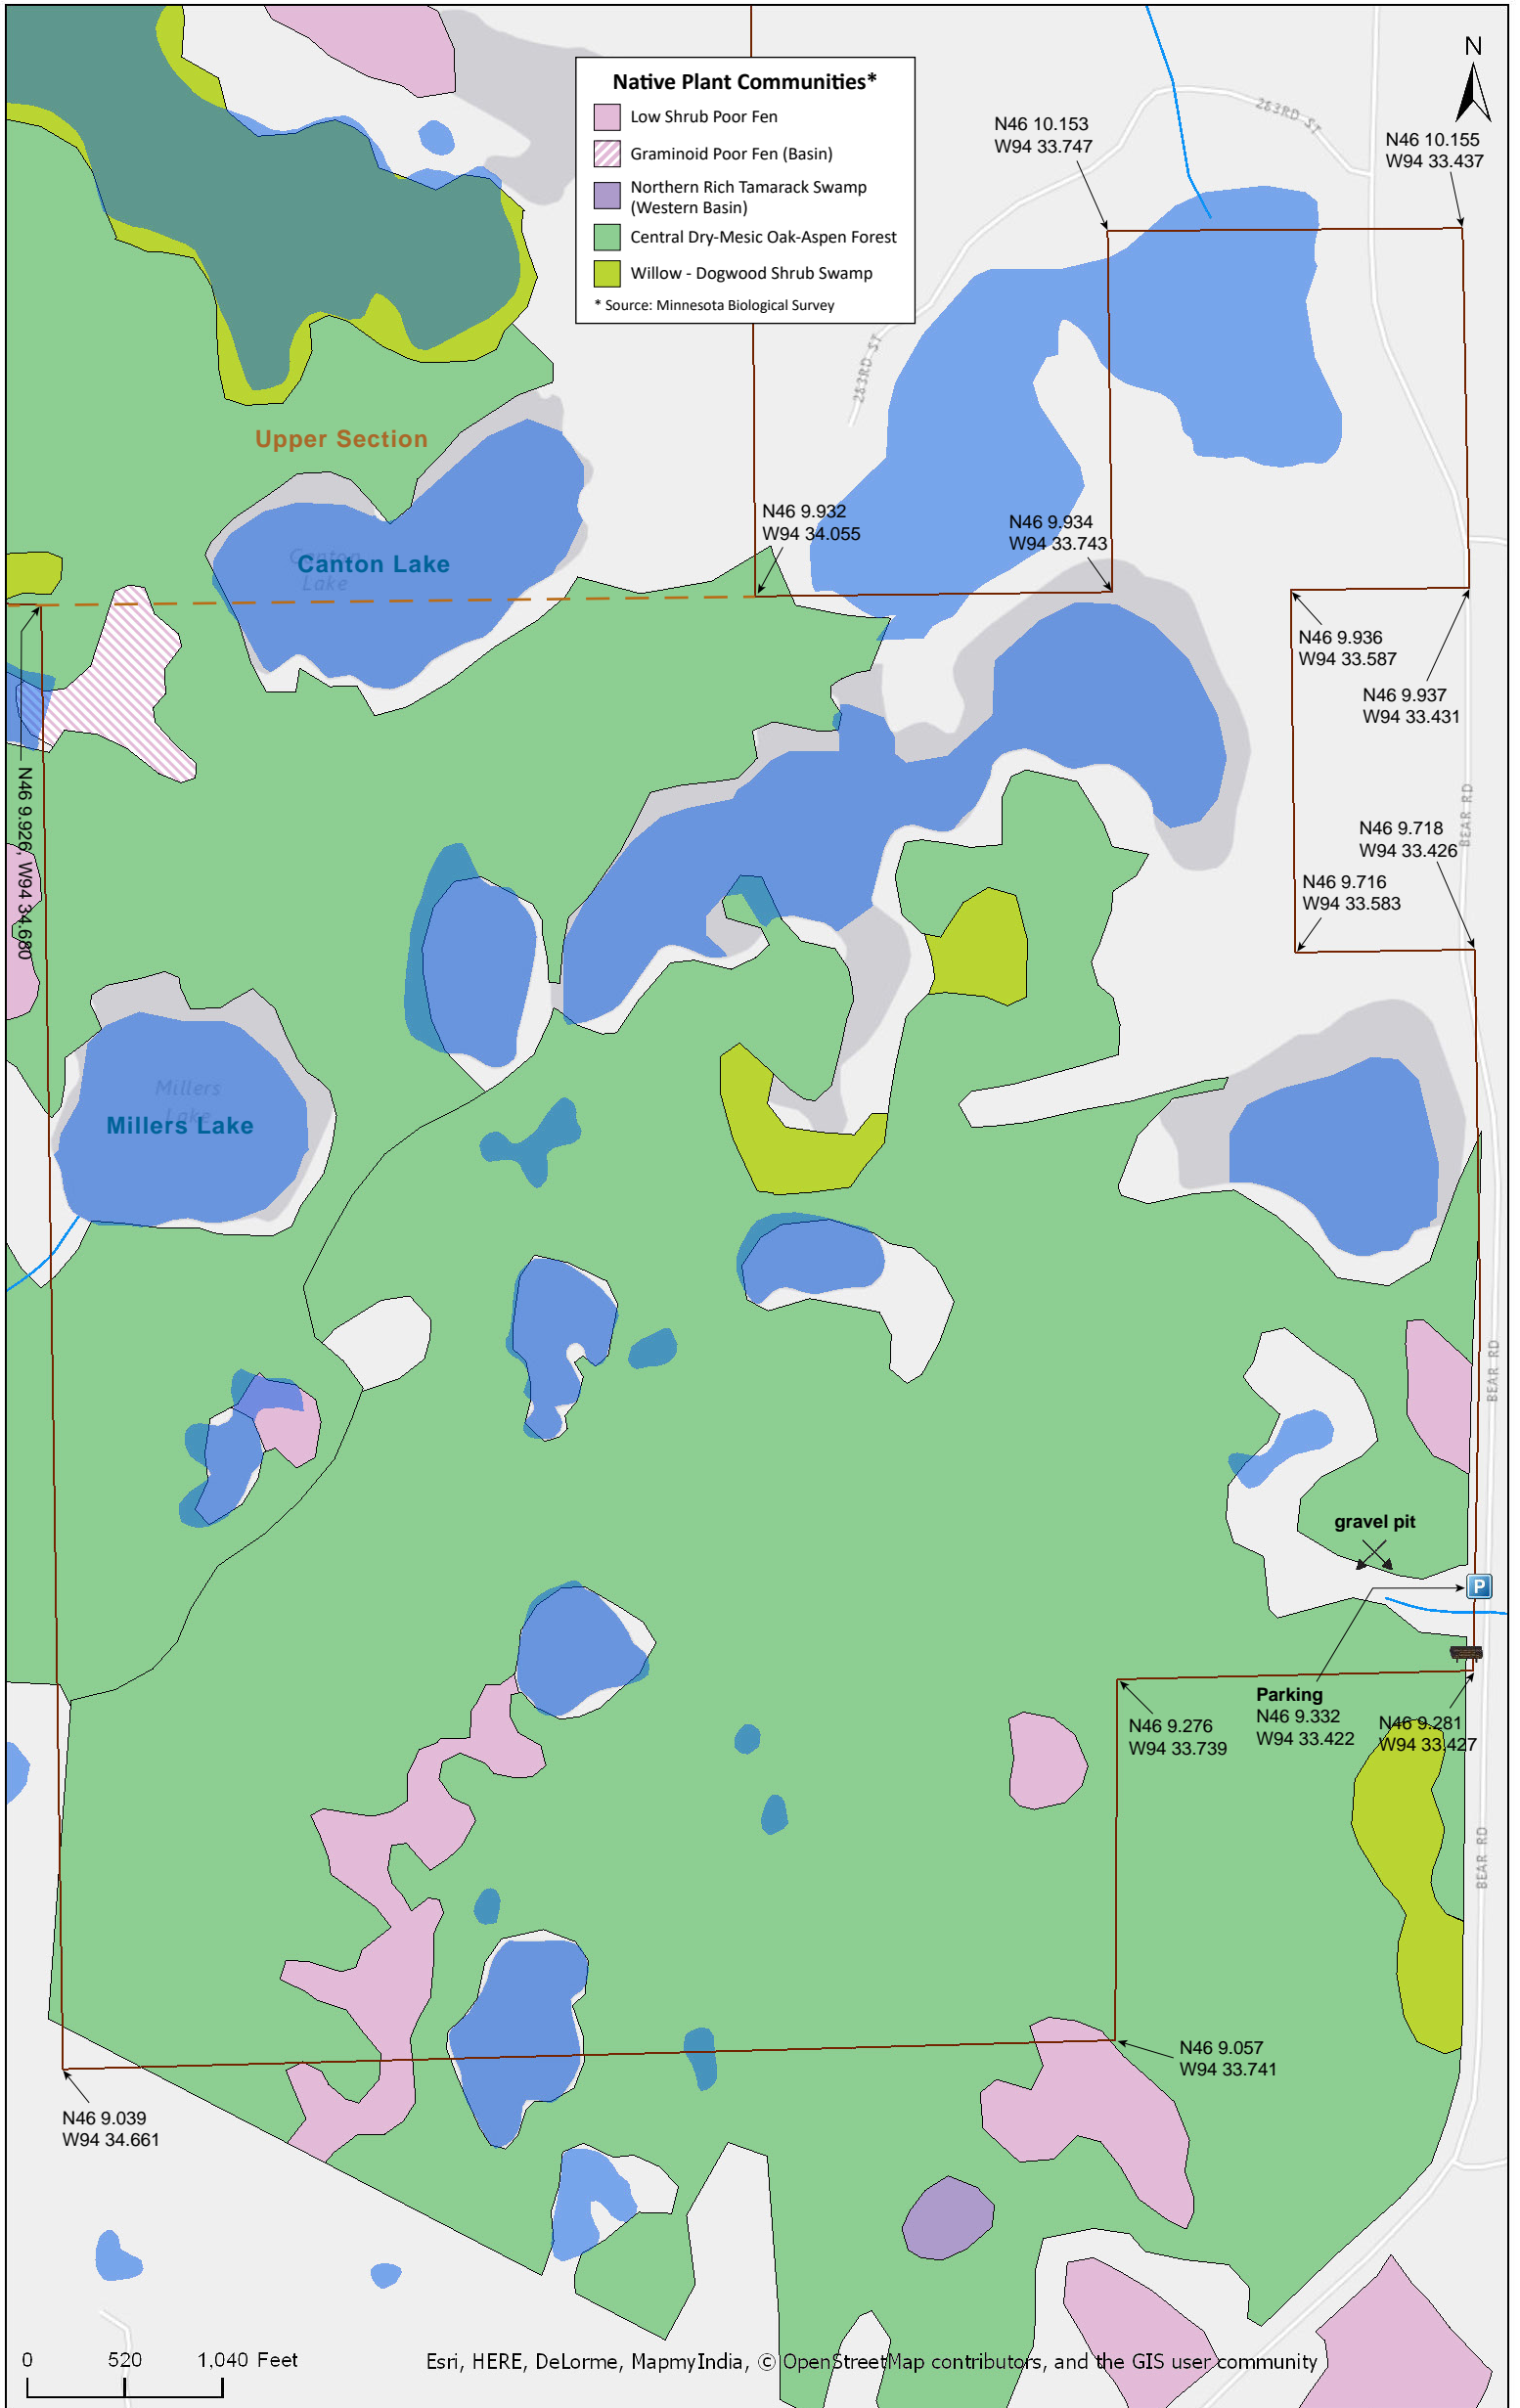 N
283RD ST
Native Plant Communities*
Low Shrub Poor Fen
Graminoid Poor Fen (Basin)
Northern Rich Tamarack Swamp
(Western Basin)
Central Dry-Mesic Oak-Aspen Forest
Willow - Dogwood Shrub Swamp
* Source: Minnesota Biological Survey
N46 10.153
W94 33.747
N46 10.155
W94 33.437
283RD ST
Upper Section
N46 9.932
W94 34.055
N46 9.934
W94 33.743
Canton
Lake
Canton Lake
N46 9.936
W94 33.587
N46 9.937
W94 33.431
N46 9.926, W94 34.680
BEAR RD
N46 9.718
W94 33.426
N46 9.716
W94 33.583
Millers
Lake
Millers Lake
BEAR RD
gravel pit
P
Parking
N46 9.332
W94 33.422
N46 9.281
W94 33.427
N46 9.276
W94 33.739
BEAR RD
N46 9.057
W94 33.741
N46 9.039
W94 34.661
0 520 1,040 Feet
Esri, HERE, DeLorme, MapmyIndia, © OpenStreetMap contributors, and the GIS user community